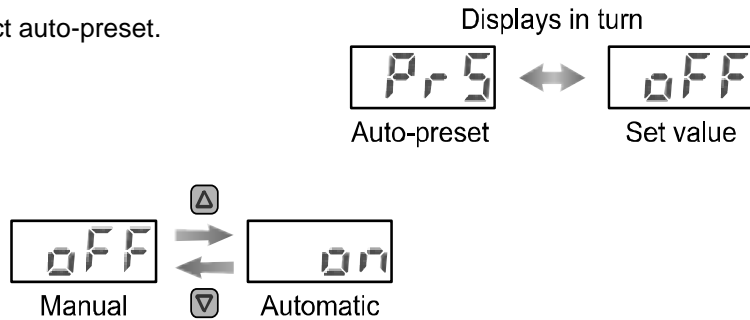 ct auto-preset.
Displays in turn
PrS oFF
Auto-preset Set value
oFF on
Manual Automatic